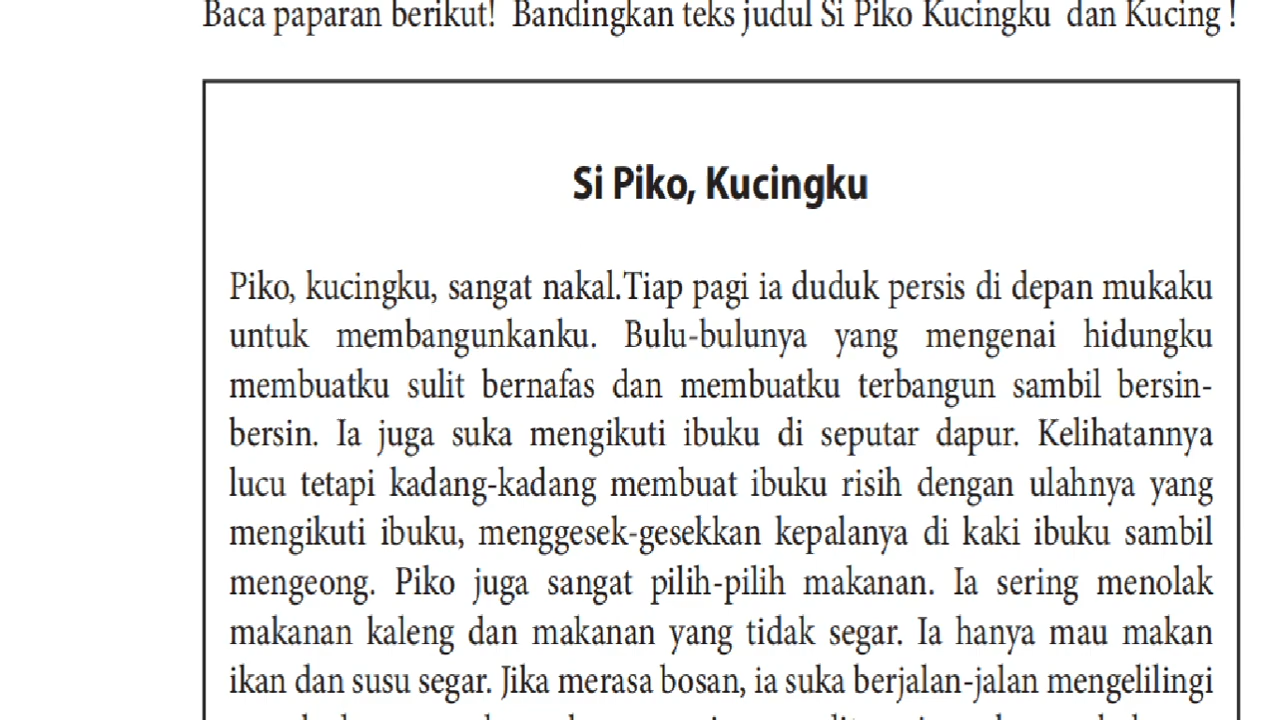 Baca paparan berikut! Bandingkan teks judul Si Piko Kucingku dan Kucing !
Si Piko, Kucingku
Piko, kucingku, sangat nakal.Tiap pagi ia duduk persis di depan mukaku
untuk membangunkanku. Bulu-bulunya yang mengenai hidungku
membuatku sulit bernafas dan membuatku terbangun sambil bersin-
bersin. Ia juga suka mengikuti ibuku di seputar dapur. Kelihatannya
lucu tetapi kadang-kadang membuat ibuku risih dengan ulahnya yang
mengikuti ibuku, menggesek-gesekkan kepalanya di kaki ibuku sambil
mengeong. Piko juga sangat pilih-pilih makanan. Ia sering menolak
makanan kaleng dan makanan yang tidak segar. Ia hanya mau makan
ikan dan susu segar. Jika merasa bosan, ia suka berjalan-jalan mengelilingi